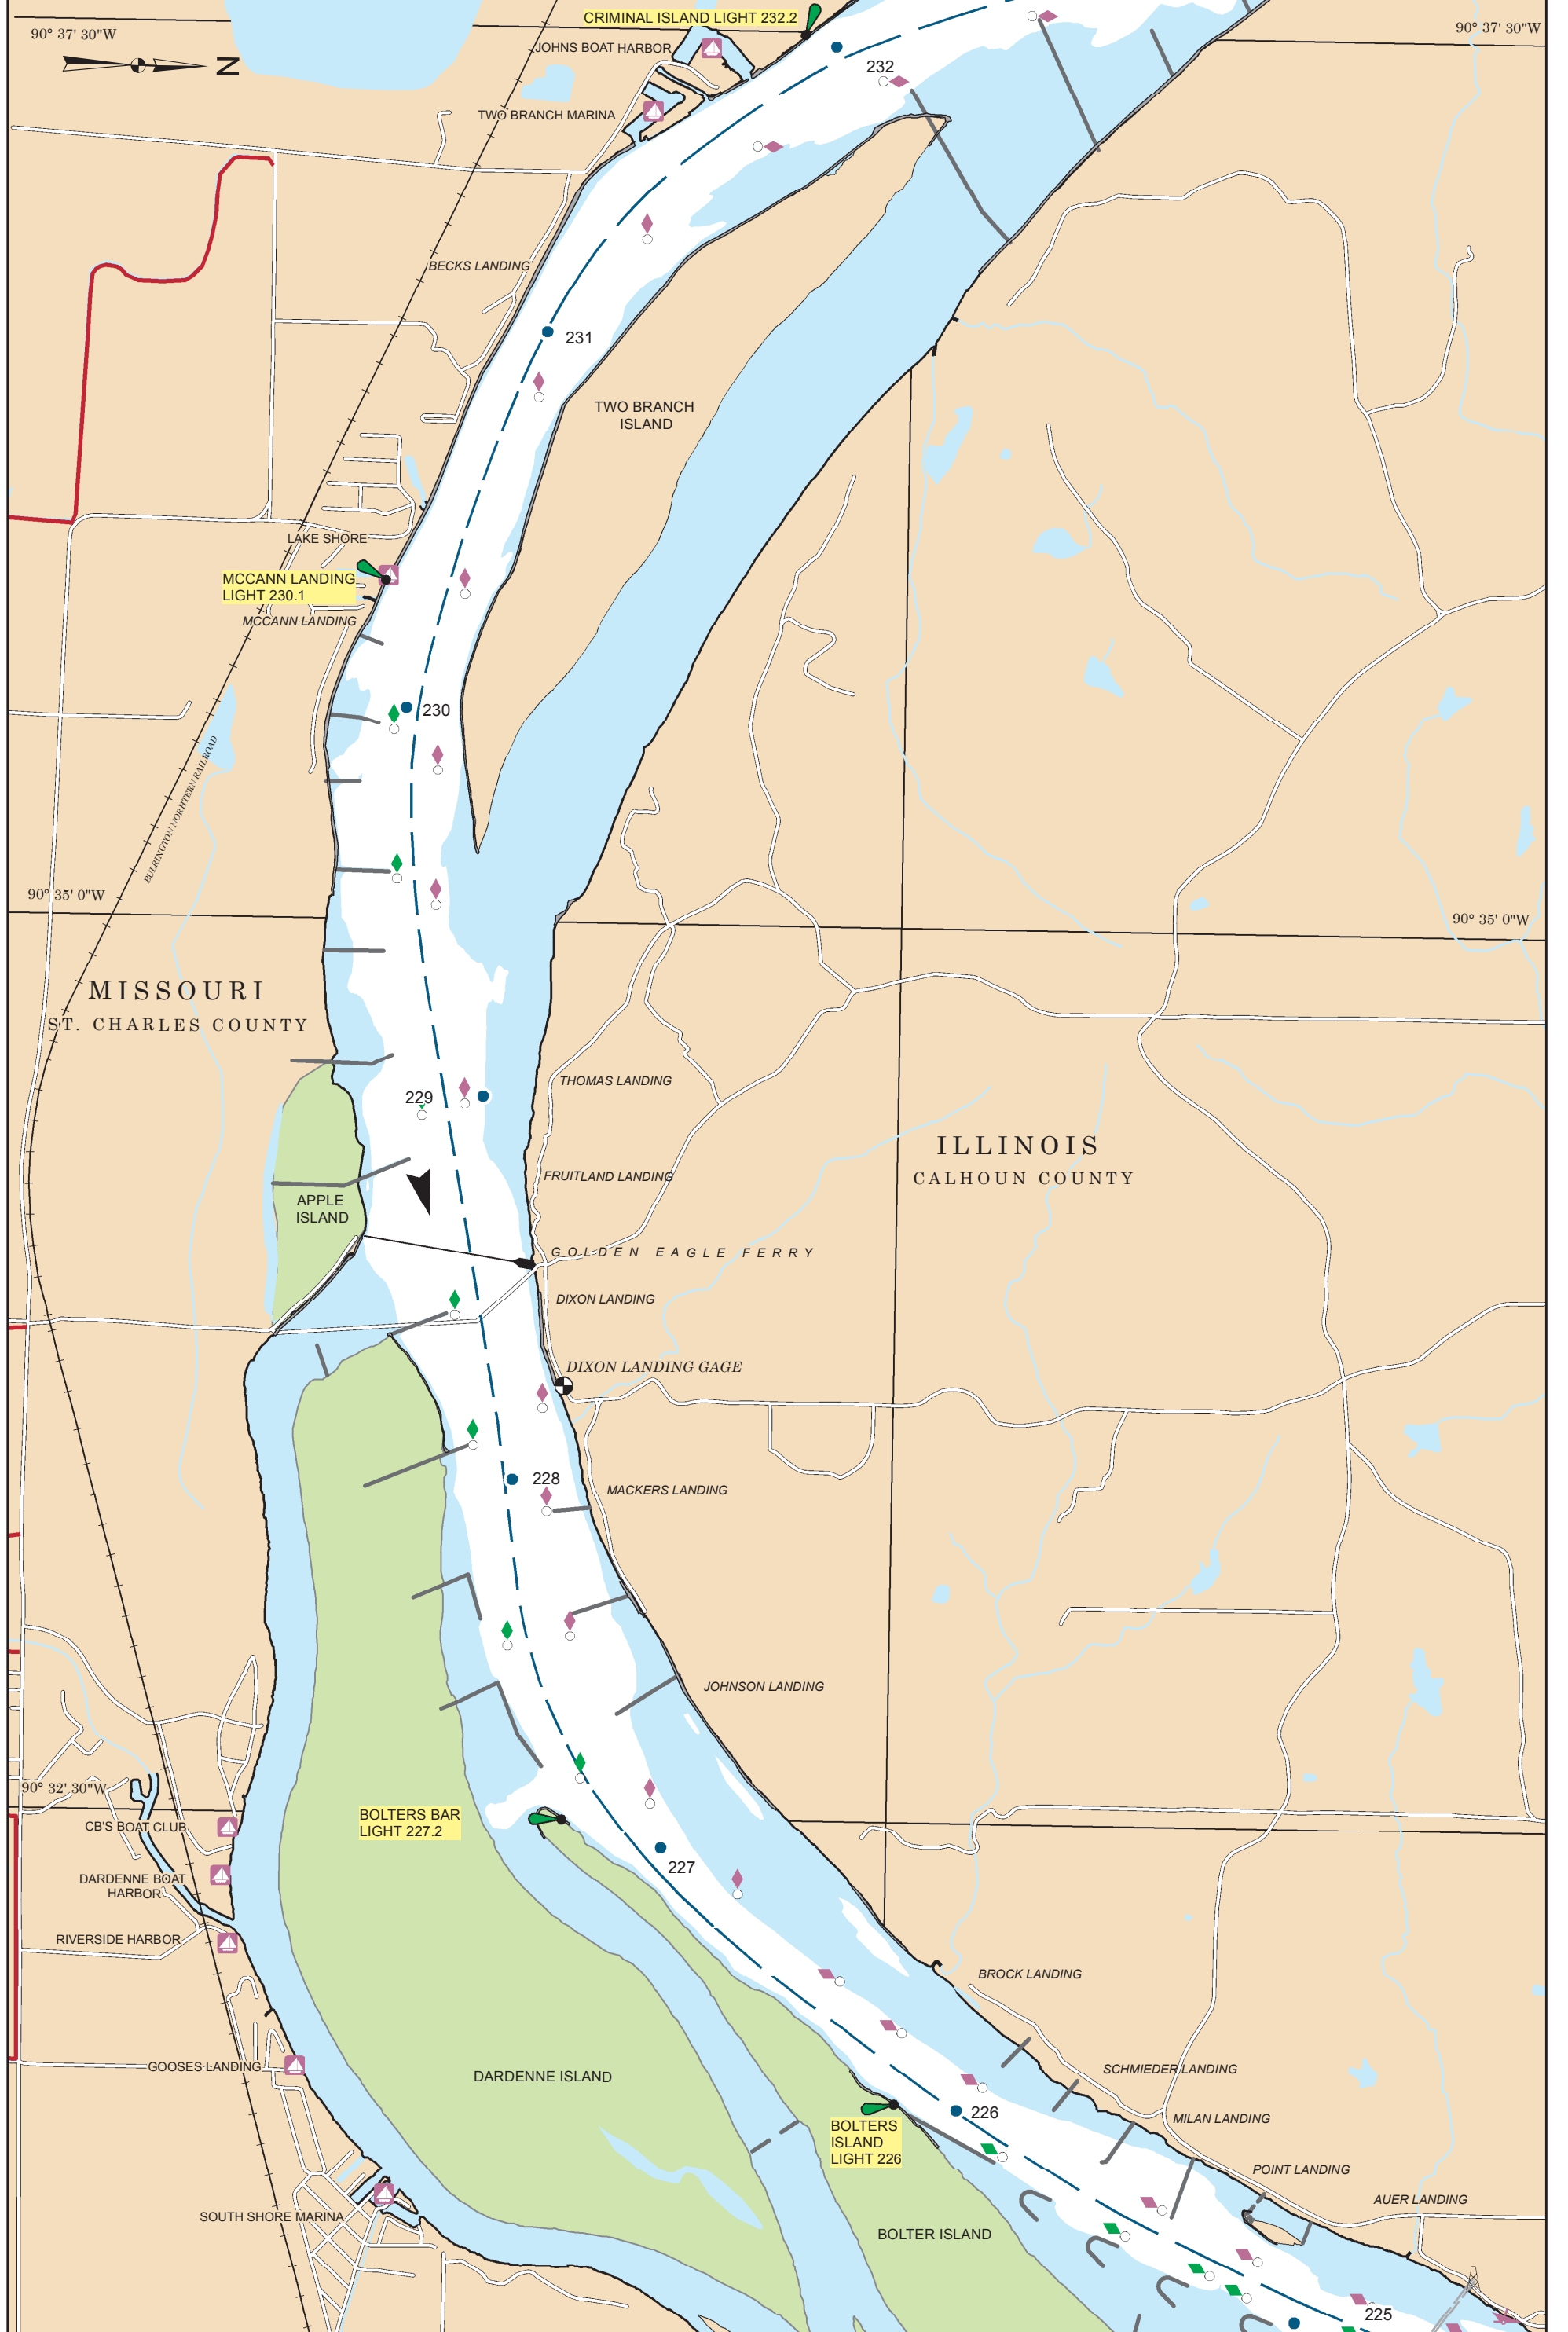 CRIMINAL ISLAND LIGHT 232.2
90° 37' 30"W
90° 37' 30"W
N
JOHNS BOAT HARBOR
232
TWO BRANCH MARINA
BECKS LANDING
231
TWO BRANCH
ISLAND
LAKE SHORE
MCCANN LANDING
LIGHT 230.1
MCCANN LANDING
230
BULRINGTON NORHTERN RAILROAD
90° 35' 0"W
90° 35' 0"W
MISSOURI
ST. CHARLES COUNTY
THOMAS LANDING
229
ILLINOIS
CALHOUN COUNTY
FRUITLAND LANDING
APPLE
ISLAND
GOLDEN EAGLE FERRY
DIXON LANDING
DIXON LANDING GAGE
228
MACKERS LANDING
JOHNSON LANDING
90° 32' 30"W
BOLTERS BAR
LIGHT 227.2
CB'S BOAT CLUB
227
DARDENNE BOAT
HARBOR
RIVERSIDE HARBOR
BROCK LANDING
GOOSES LANDING
SCHMIEDER LANDING
DARDENNE ISLAND
226
MILAN LANDING
BOLTERS
ISLAND
LIGHT 226
POINT LANDING
AUER LANDING
SOUTH SHORE MARINA
BOLTER ISLAND
225